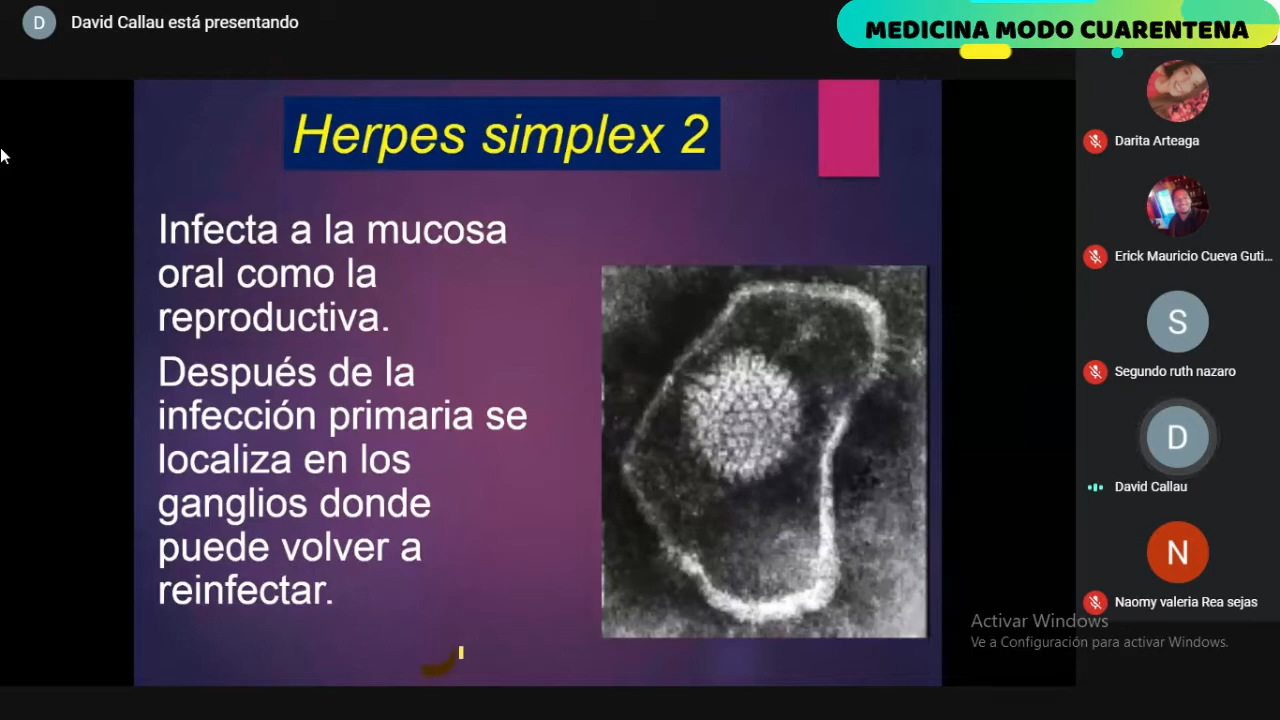 D
David Callau está presentando
MEDICINA MODO CUARENTENA
Herpes simplex 2
Infecta a la mucosa
oral como la
reproductiva.
Después de la
infección primaria se
localiza en los
ganglios donde
puede volver a
reinfectar.
Darita Arteaga
Erick Mauricio Cueva Guti...
S
Segundo ruth nazaro
D
David Callau
N
Naomy valeria Rea sejas
Activar Windows
Ve a Configuración para activar Windows.